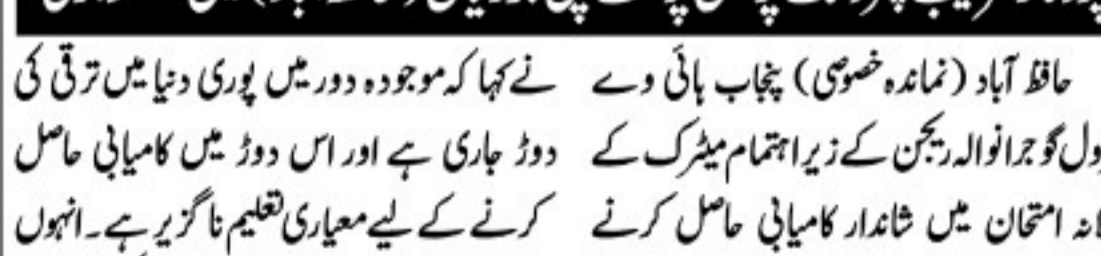 حافظ آباد (نمائندہ خصوصی) پنجاب ہائی وے
گوجرانوالہ ریجن کے زیر اہتمام میٹرک کے
امتحان میں شاندار کامیابی حاصل کرنے
نے کہا کہ موجودہ دور میں پوری دنیا میں ترقی کی
دوڑ جاری ہے اور اس دوڑ میں کامیابی حاصل
کرنے کے لیے معیاری تعلیم ناگزیر ہے۔ انہوں